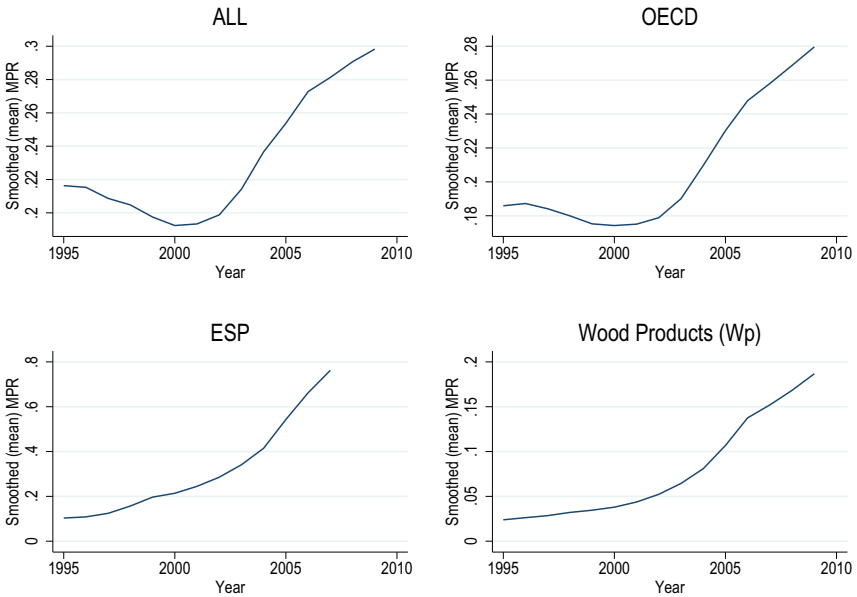 ALL
Smoothed (mean) MPR
.3
.28
.26
.24
.22
.2
1995 2000 2005 2010
Year
OECD
Smoothed (mean) MPR
.28
.26
.24
.22
.2
.18
1995 2000 2005 2010
Year
ESP
Smoothed (mean) MPR
.8
.6
.4
.2
0
1995 2000 2005 2010
Year
Wood Products (Wp)
Smoothed (mean) MPR
.2
.15
.1
.05
0
1995 2000 2005 2010
Year